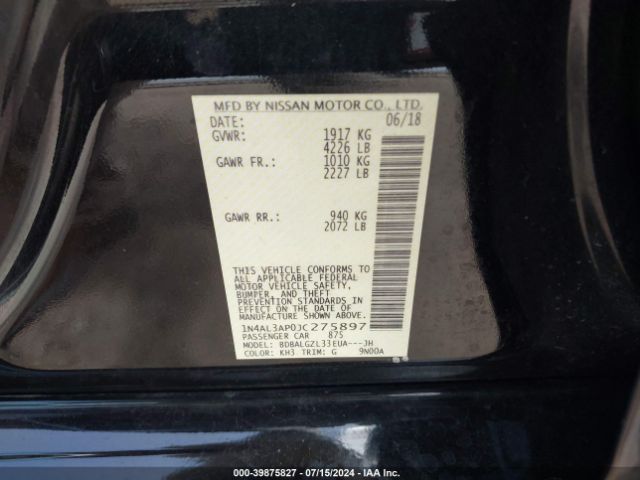 MFD BY NISSAN MOTOR CO., LTD.
DATE: 06/18
GVWR: 1917 KG
4226 LB
GAWR FR.: 1010 KG
2227 LB
GAWR RR.: 940 KG
2072 LB
THIS VEHICLE CONFORMS TO
ALL APPLICABLE FEDERAL
MOTOR VEHICLE SAFETY,
BUMPER, AND THEFT
PREVENTION STANDARDS IN
EFFECT ON THE DATE OF
MANUFACTURE SHOWN ABOVE.
1N4AL3AP0JC275897
PASSENGER CAR 875
MODEL: BDBALGZL33EUA---JH
COLOR: KH3 TRIM: G 9N00A
000-39875827 - 07/15/2024 - IAA Inc.